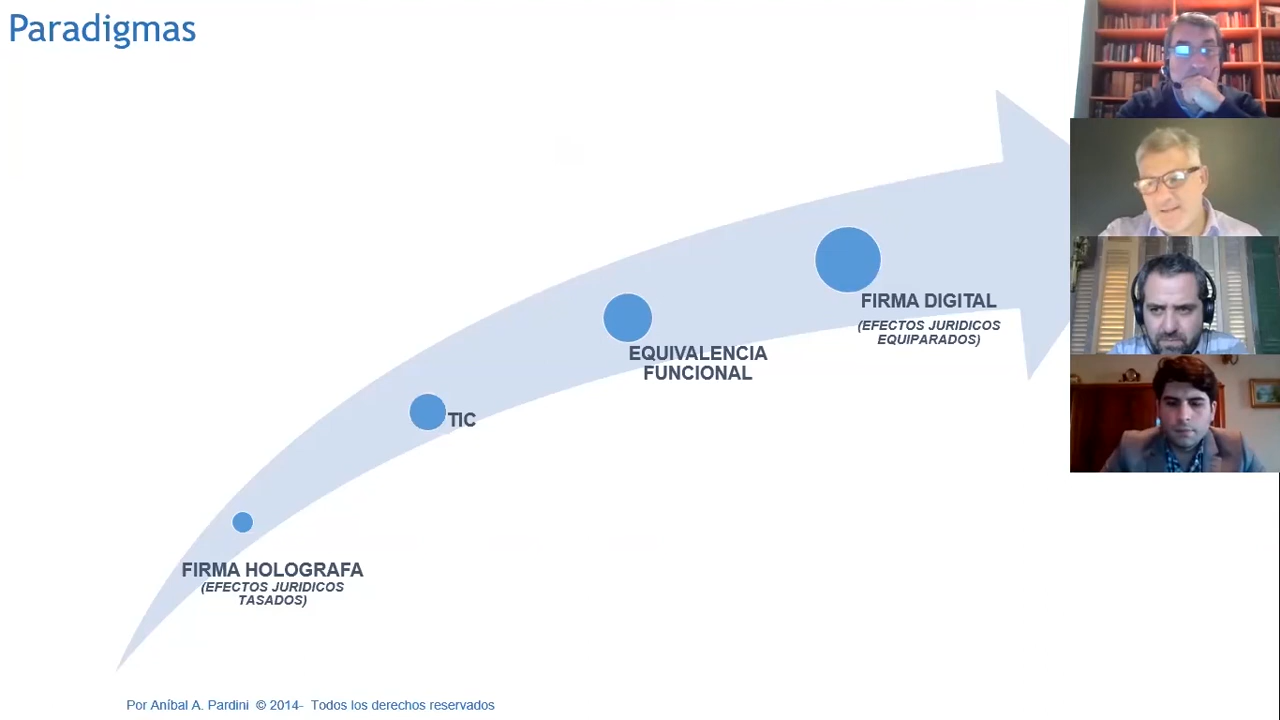 Paradigmas
FIRMA DIGITAL
(EFECTOS JURIDICOS
EQUIPARADOS)
EQUIVALENCIA
FUNCIONAL
TIC
FIRMA HOLOGRAFA
(EFECTOS JURIDICOS
TASADOS)
Por Aníbal A. Pardini © 2014- Todos los derechos reservados